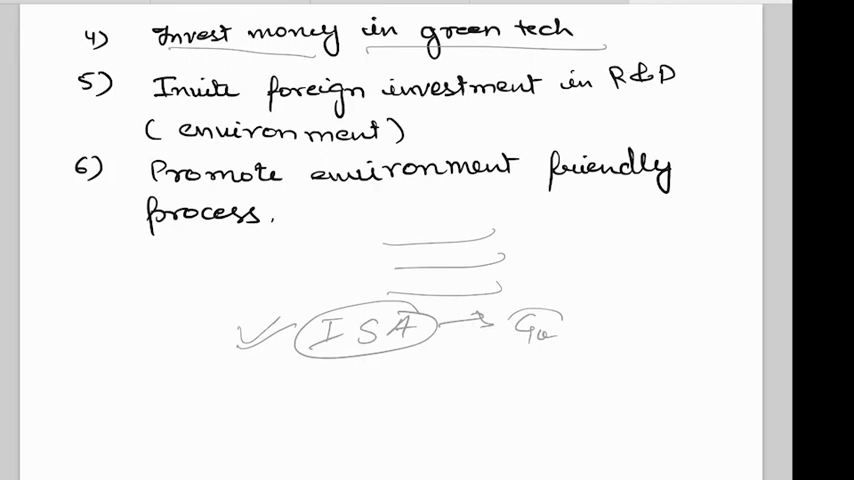 4) Invest money in green tech
5) Invite foreign investment in R&D
(environment)
6) Promote environment friendly
process.
ISA →